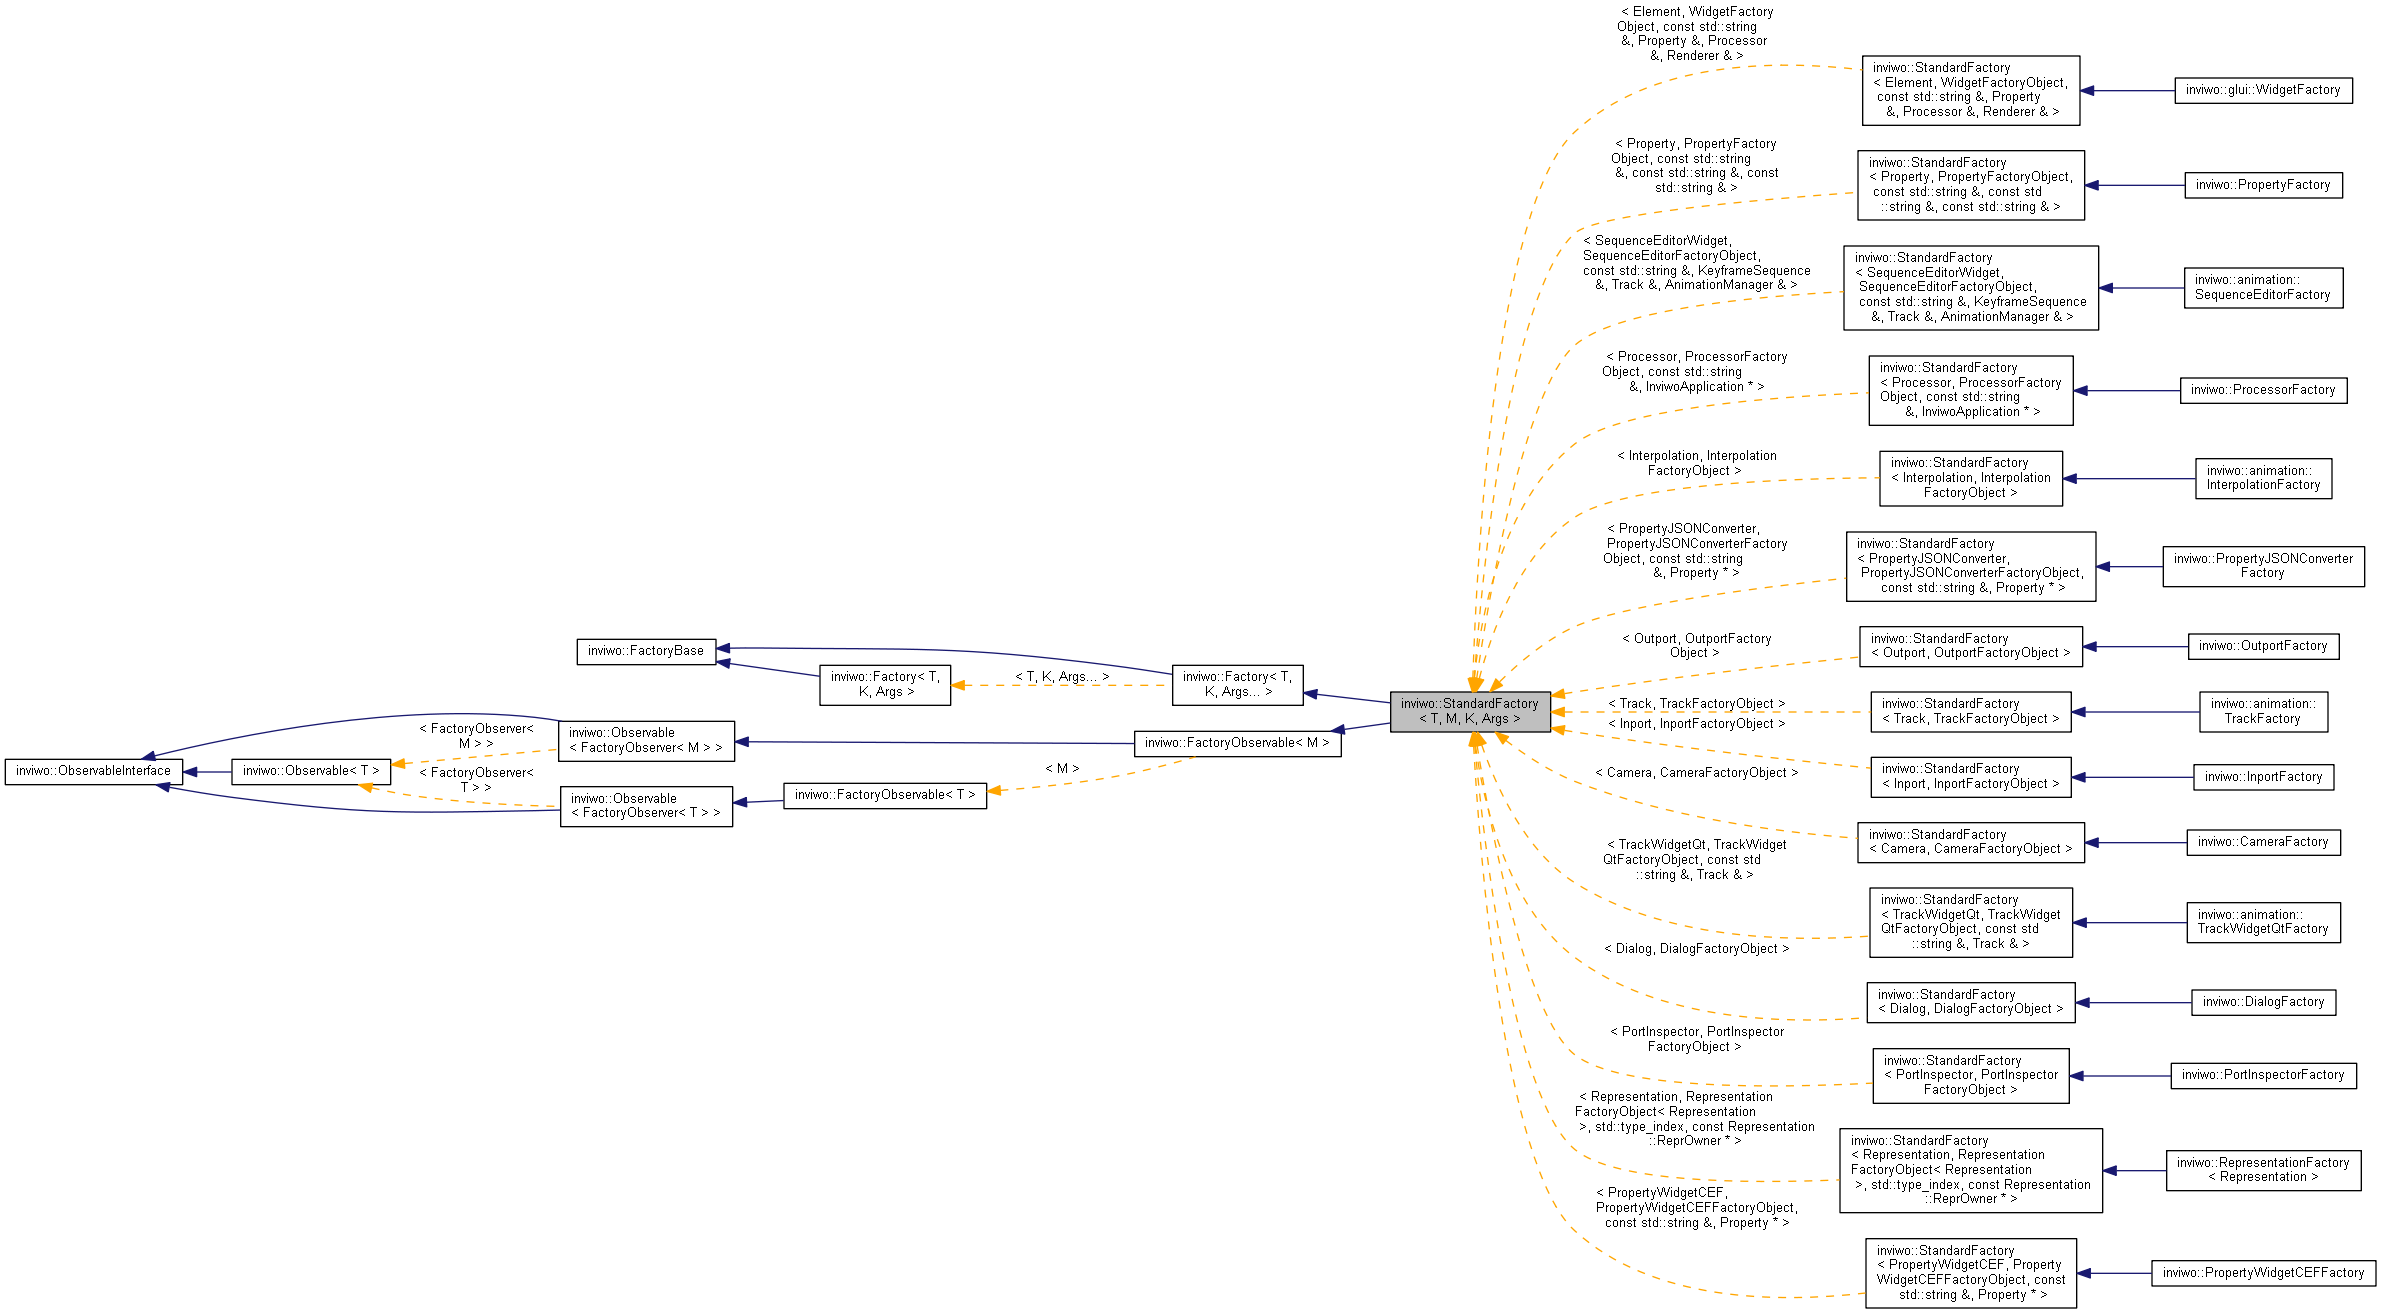 inviwo::ObservableInterface
inviwo::Observable< T >
< FactoryObserver<
M > >
< FactoryObserver<
T > >
inviwo::FactoryBase
inviwo::Observable
< FactoryObserver< M > >
inviwo::Observable
< FactoryObserver< T > >
inviwo::Factory< T,
K, Args >
inviwo::FactoryObservable< T >
< T, K, Args... >
< M >
inviwo::Factory< T,
K, Args... >
inviwo::FactoryObservable< M >
inviwo::StandardFactory
< T, M, K, Args >
< Element, WidgetFactory
Object, const std::string
&, Property &, Processor
&, Renderer & >
inviwo::StandardFactory
< Element, WidgetFactoryObject,
const std::string &, Property
&, Processor &, Renderer & >
inviwo::glui::WidgetFactory
< Property, PropertyFactory
Object, const std::string
&, const std::string &, const
std::string & >
inviwo::StandardFactory
< Property, PropertyFactoryObject,
const std::string &, const std
::string &, const std::string & >
inviwo::PropertyFactory
< SequenceEditorWidget,
SequenceEditorFactoryObject,
const std::string &, KeyframeSequence
&, Track &, AnimationManager & >
inviwo::StandardFactory
< SequenceEditorWidget,
SequenceEditorFactoryObject,
const std::string &, KeyframeSequence
&, Track &, AnimationManager & >
inviwo::animation::
SequenceEditorFactory
< Processor, ProcessorFactory
Object, const std::string
&, InviwoApplication * >
inviwo::StandardFactory
< Processor, ProcessorFactory
Object, const std::string
&, InviwoApplication * >
inviwo::ProcessorFactory
< Interpolation, Interpolation
FactoryObject >
inviwo::StandardFactory
< Interpolation, Interpolation
FactoryObject >
inviwo::animation::
InterpolationFactory
< PropertyJSONConverter,
PropertyJSONConverterFactory
Object, const std::string
&, Property * >
inviwo::StandardFactory
< PropertyJSONConverter,
PropertyJSONConverterFactoryObject,
const std::string &, Property * >
inviwo::PropertyJSONConverter
Factory
< Outport, OutportFactory
Object >
inviwo::StandardFactory
< Outport, OutportFactoryObject >
inviwo::OutportFactory
< Track, TrackFactoryObject >
inviwo::StandardFactory
< Track, TrackFactoryObject >
inviwo::animation::
TrackFactory
< Inport, InportFactoryObject >
inviwo::StandardFactory
< Inport, InportFactoryObject >
inviwo::InportFactory
< Camera, CameraFactoryObject >
inviwo::StandardFactory
< Camera, CameraFactoryObject >
inviwo::CameraFactory
< TrackWidgetQt, TrackWidget
QtFactoryObject, const std
::string &, Track & >
inviwo::StandardFactory
< TrackWidgetQt, TrackWidget
QtFactoryObject, const std
::string &, Track & >
inviwo::animation::
TrackWidgetQtFactory
< Dialog, DialogFactoryObject >
inviwo::StandardFactory
< Dialog, DialogFactoryObject >
inviwo::DialogFactory
< PortInspector, PortInspector
FactoryObject >
inviwo::StandardFactory
< PortInspector, PortInspector
FactoryObject >
inviwo::PortInspectorFactory
< Representation, Representation
FactoryObject< Representation
>, std::type_index, const Representation
::ReprOwner * >
inviwo::StandardFactory
< Representation, Representation
FactoryObject< Representation
>, std::type_index, const Representation
::ReprOwner * >
inviwo::RepresentationFactory
< Representation >
< PropertyWidgetCEF,
PropertyWidgetCEFFactoryObject,
const std::string &, Property * >
inviwo::StandardFactory
< PropertyWidgetCEF, Property
WidgetCEFFactoryObject, const
std::string &, Property * >
inviwo::PropertyWidgetCEFFactory